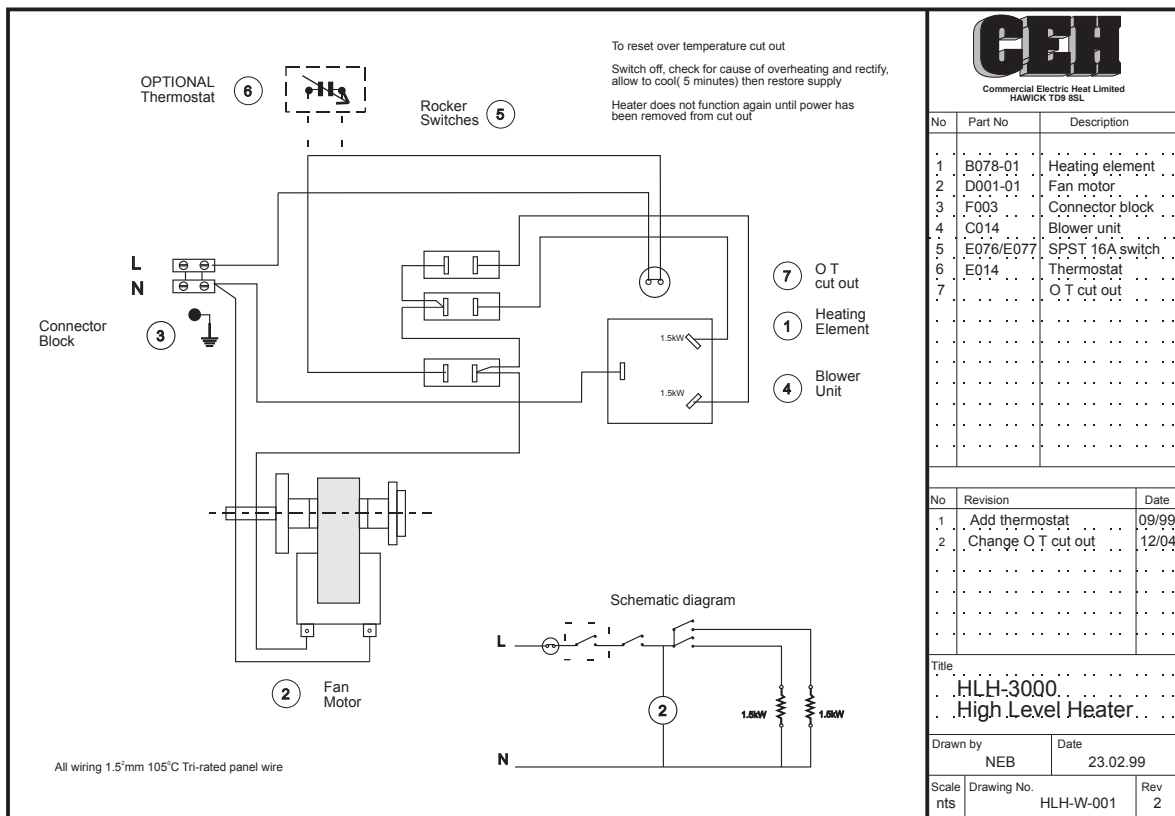 OPTIONAL
Thermostat
6
Rocker
Switches
5
To reset over temperature cut out
Switch off, check for cause of overheating and rectify,
allow to cool( 5 minutes) then restore supply
Heater does not function again until power has
been removed from cut out
L
N
Connector
Block
3
7
O T
cut out
1
Heating
Element
4
Blower
Unit
1.5kW
1.5kW
2
Fan
Motor
All wiring 1.5²mm 105°C Tri-rated panel wire
Schematic diagram
L
2
1.5kW
1.5kW
N
CEH
Commercial Electric Heat Limited
HAWICK TD9 8SL
No Part No Description
1 B078-01 Heating element
2 D001-01 Fan motor
3 F003 Connector block
4 C014 Blower unit
5 E076/E077 SPST 16A switch
6 E014 Thermostat
7 O T cut out
No Revision Date
1 Add thermostat 09/99
2 Change O T cut out 12/04
Title
HLH-3000
High Level Heater
Drawn by
NEB
Date
23.02.99
Scale
nts
Drawing No.
HLH-W-001
Rev
2